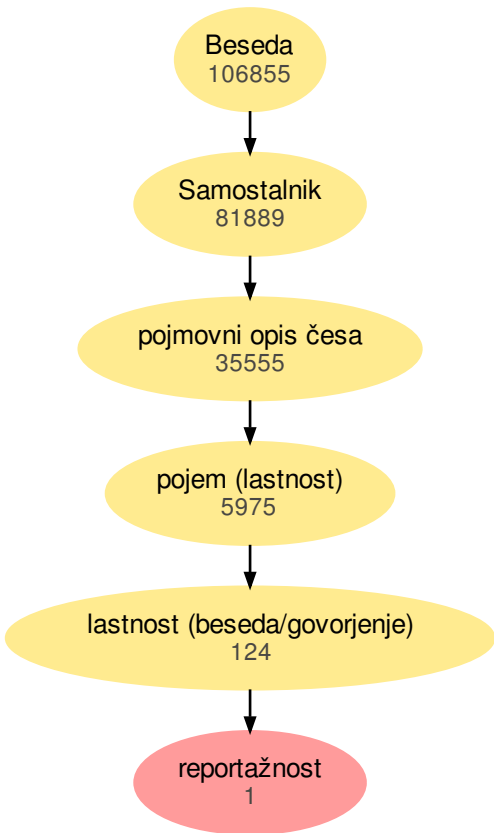 Beseda
106855
Samostalnik
81889
pojmovni opis česa
35555
pojem (lastnost)
5975
lastnost (beseda/govorjenje)
124
reportažnost
1